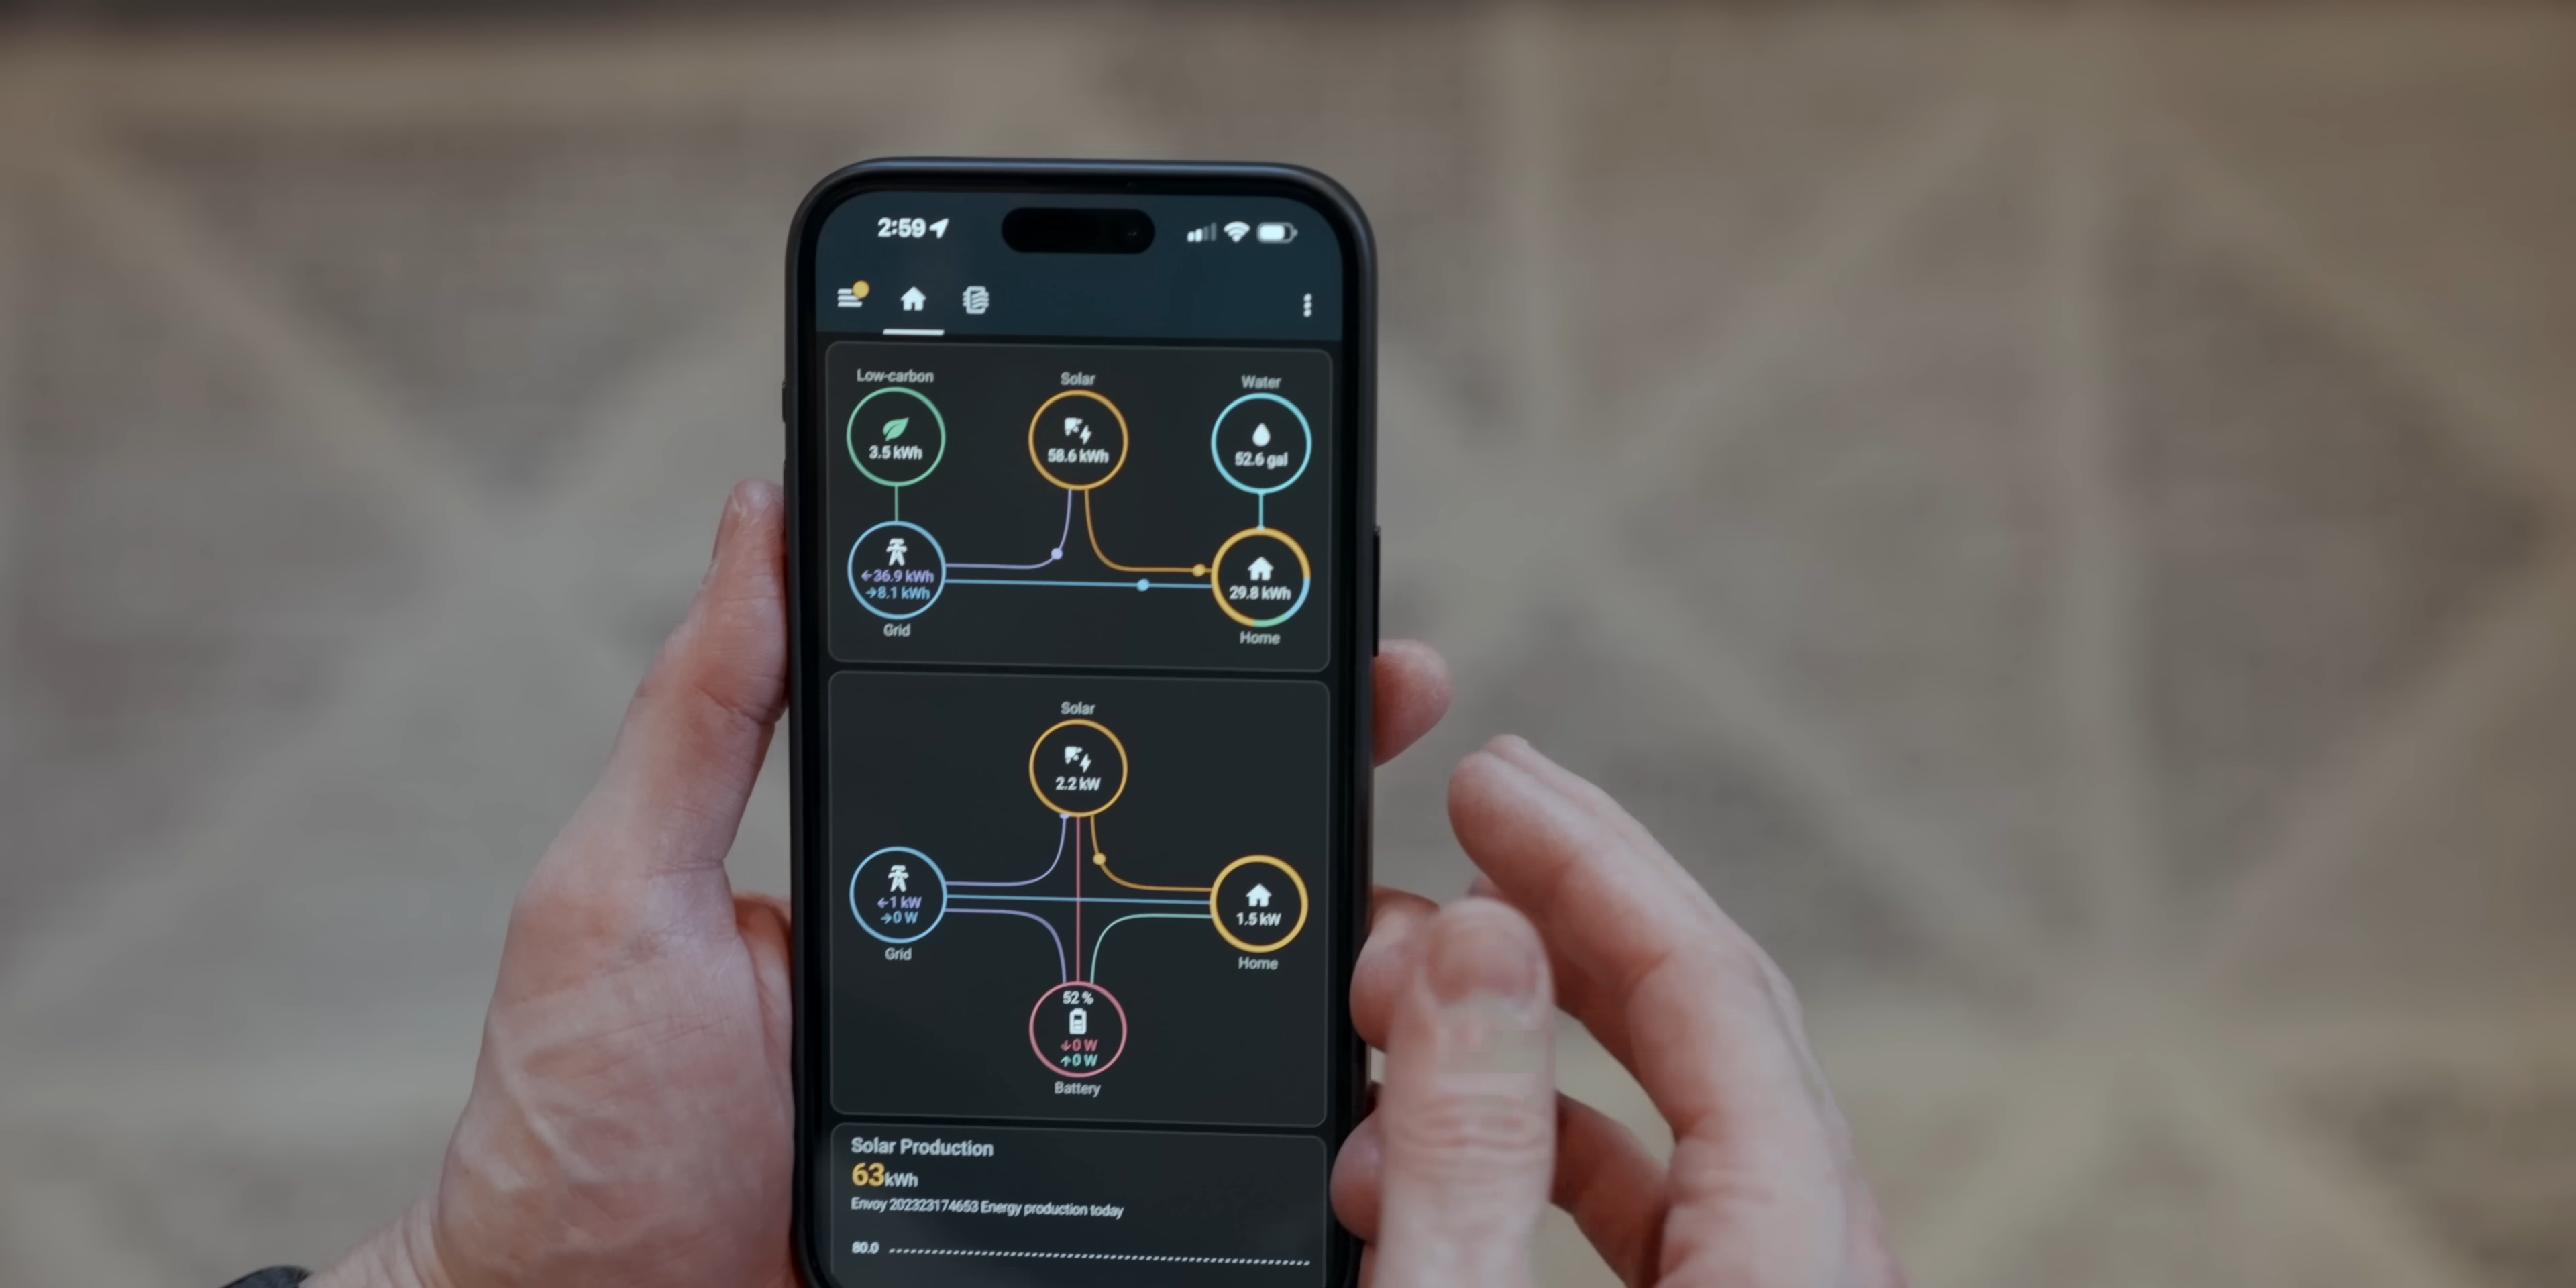 2:59
Low-carbon
Solar
Water
3.5 kWh
58.6 kWh
52.6 gal
←36.9 kWh
→8.1 kWh
29.8 kWh
Grid
Home
Solar
2.2 kW
←1 kW
→0 W
1.5 kW
Grid
Home
52 %
↓0 W
↑0 W
Battery
Solar Production
63kWh
Envoy 202323174653 Energy production today
80.0